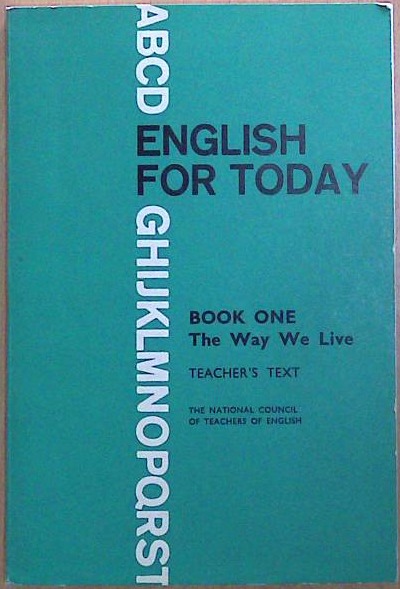 ABCD
ENGLISH
FOR TODAY
GHIJKLMNOPQRST
BOOK ONE
The Way We Live
TEACHER'S TEXT
THE NATIONAL COUNCIL
OF TEACHERS OF ENGLISH